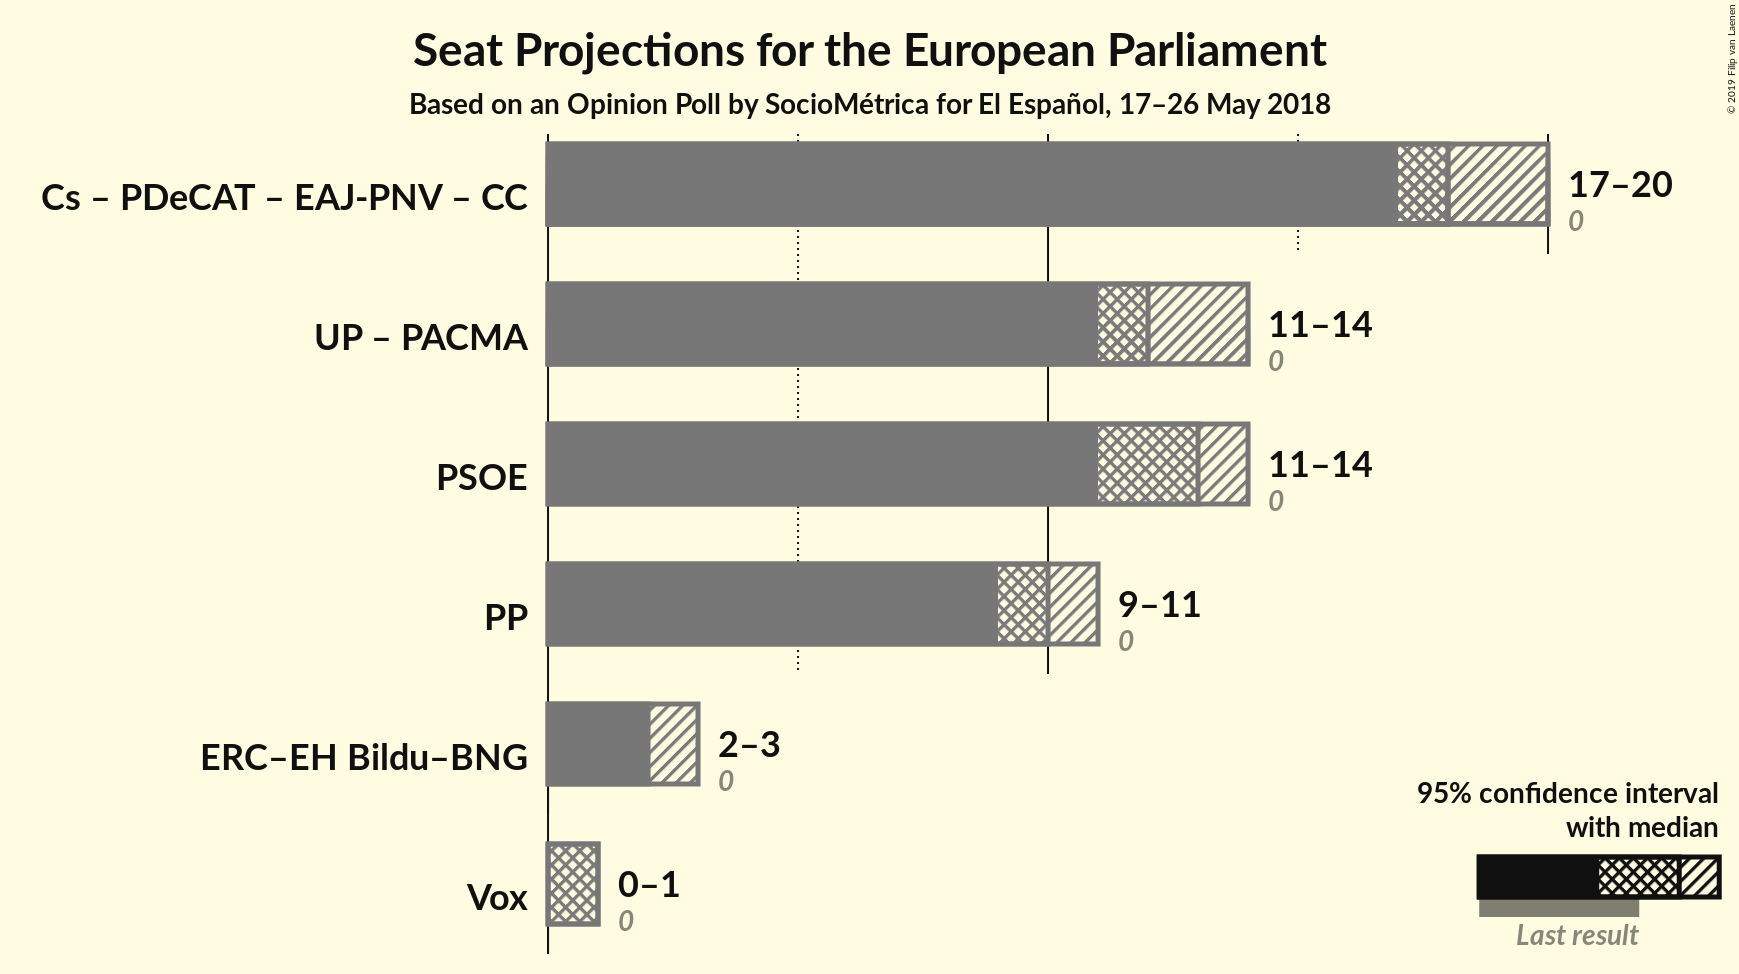 Seat Projections for the European Parliament
Based on an Opinion Poll by SocioMétrica for El Español, 17–26 May 2018
© 2019 Filip van Laenen
Cs – PDeCAT – EAJ-PNV – CC
17–20
0
UP – PACMA
11–14
0
PSOE
11–14
0
PP
9–11
0
ERC–EH Bildu–BNG
2–3
0
Vox
0–1
0
95% confidence interval
with median
Last result